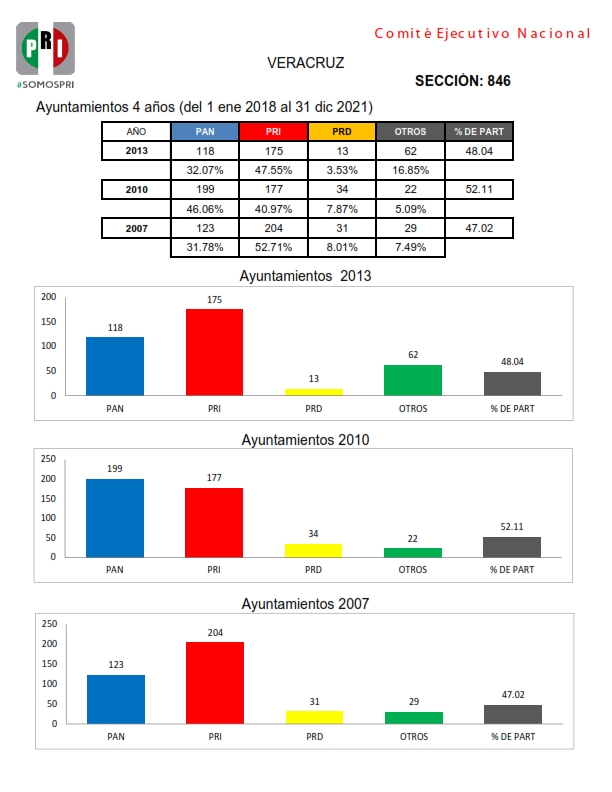 Comité Ejecutivo Nacional
PRI
#SOMOSPRI
VERACRUZ
SECCIÓN: 846
Ayuntamientos 4 años (del 1 ene 2018 al 31 dic 2021)
AÑO PAN PRI PRD OTROS % DE PART
2013 118 175 13 62 48.04
32.07% 47.55% 3.53% 16.85%
2010 199 177 34 22 52.11
46.06% 40.97% 7.87% 5.09%
2007 123 204 31 29 47.02
31.78% 52.71% 8.01% 7.49%
Ayuntamientos 2013
200
150
100
50
0
118
175
13
62
48.04
PAN PRI PRD OTROS % DE PART
Ayuntamientos 2010
250
200
150
100
50
0
199
177
34
22
52.11
PAN PRI PRD OTROS % DE PART
Ayuntamientos 2007
250
200
150
100
50
0
123
204
31
29
47.02
PAN PRI PRD OTROS % DE PART